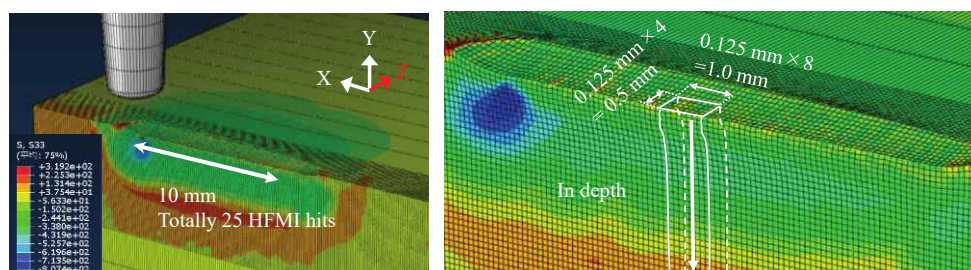 Y
X
Z
S, S33
(平均: 75%)
+3.192e+02
+2.253e+02
+1.314e+02
+3.754e+01
-5.633e+01
-1.502e+02
-2.441e+02
-3.380e+02
-4.319e+02
-5.257e+02
-6.196e+02
-7.135e+02
-8.074e+02
10 mm
Totally 25 HFMI hits
0.125 mm×4
= 0.5 mm
0.125 mm×8
=1.0 mm
In depth